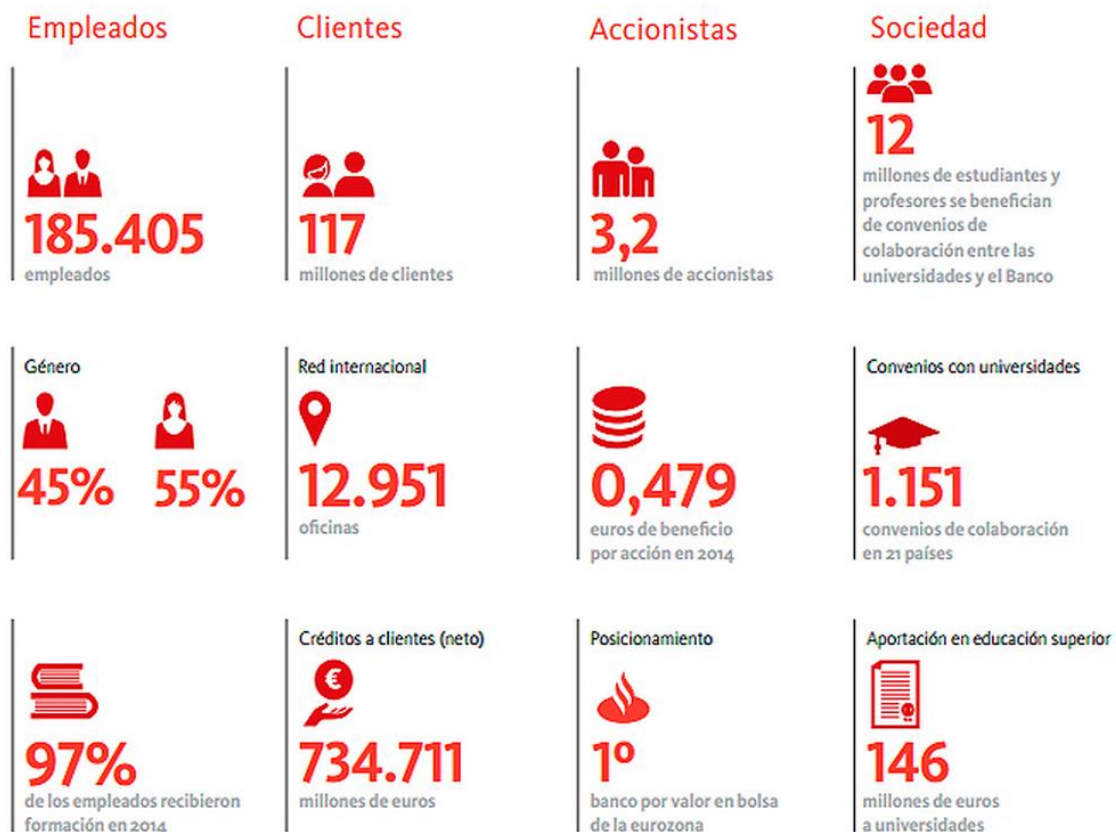 Empleados
Clientes
Accionistas
Sociedad
185.405
empleados
117
millones de clientes
3,2
millones de accionistas
12
millones de estudiantes y
profesores se benefician
de convenios de
colaboración entre las
universidades y el Banco
Género
45% 55%
Red internacional
12.951
oficinas
0,479
euros de beneficio
por acción en 2014
Convenios con universidades
1.151
convenios de colaboración
en 21 países
97%
de los empleados recibieron
formación en 2014
Créditos a clientes (neto)
€
734.711
millones de euros
Posicionamiento
1º
banco por valor en bolsa
de la eurozona
Aportación en educación superior
146
millones de euros
a universidades